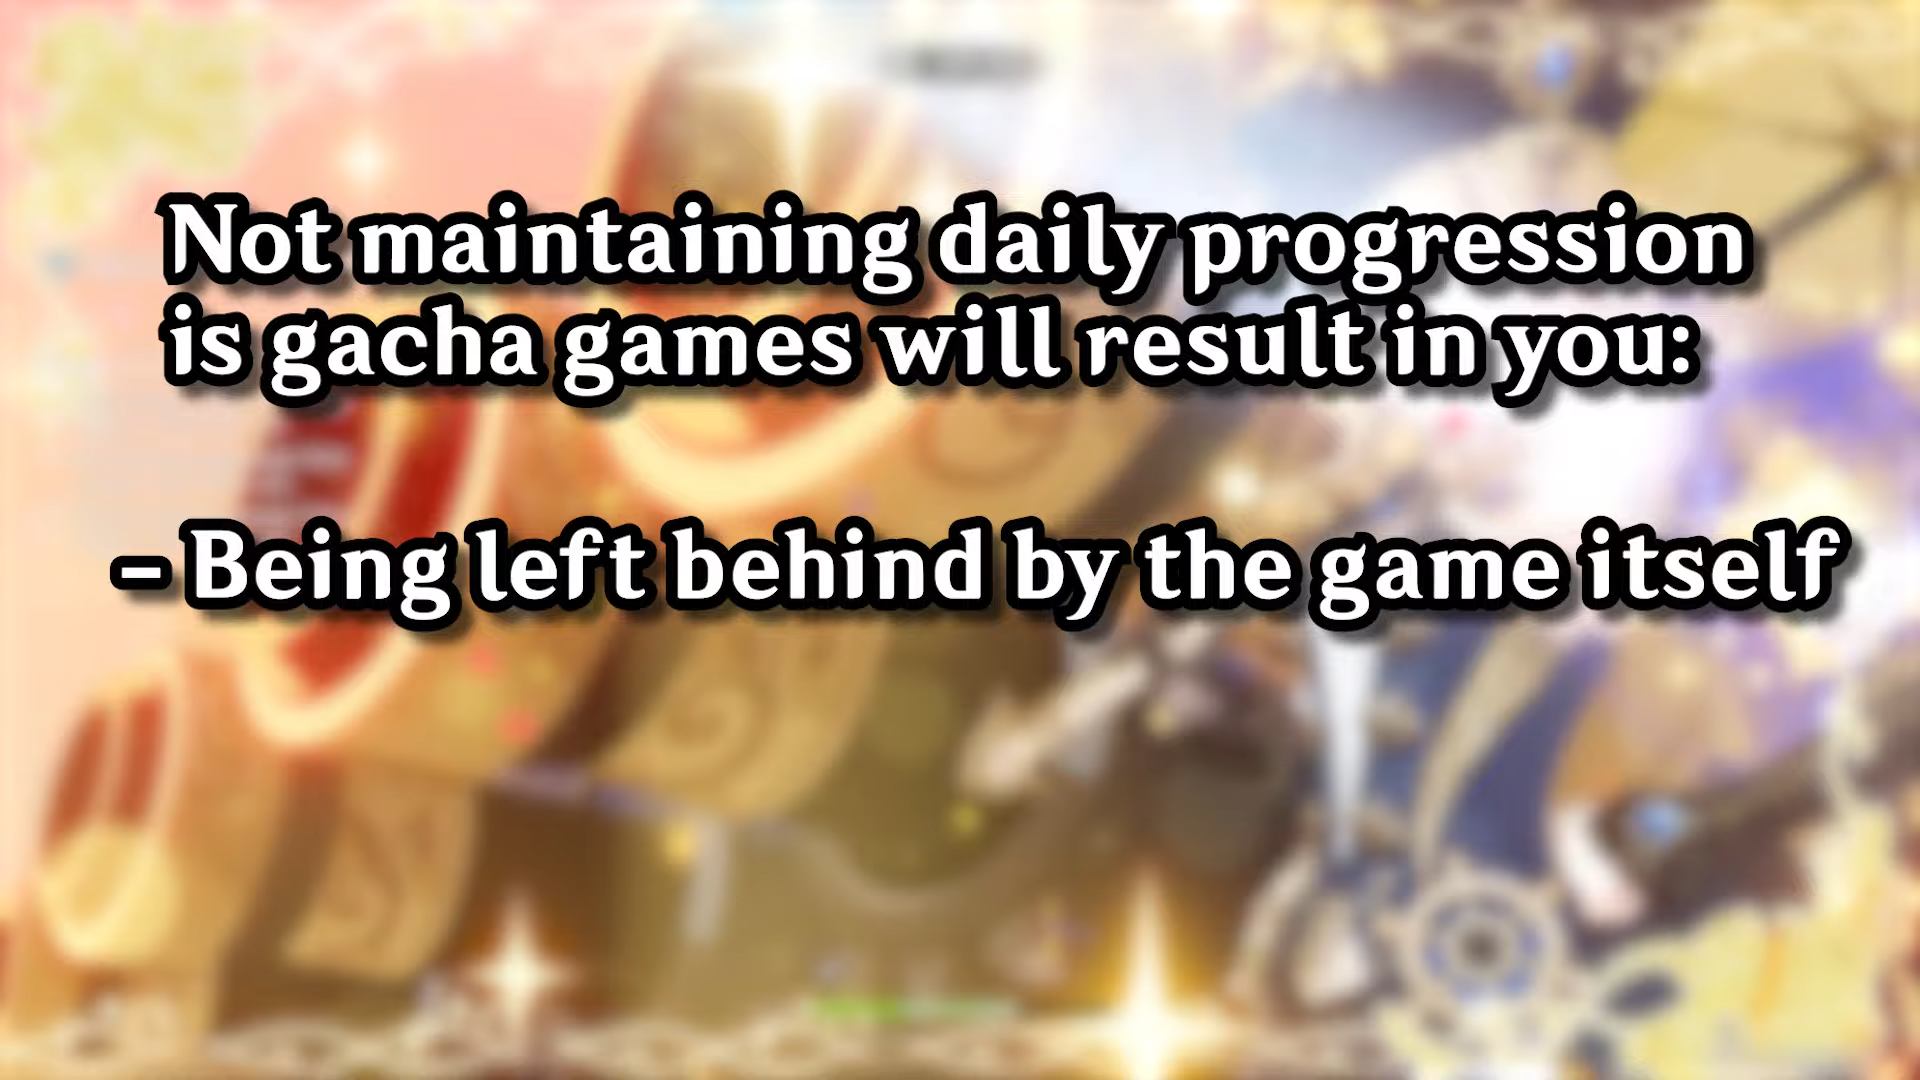 Not maintaining daily progression
is gacha games will result in you:
– Being left behind by the game itself